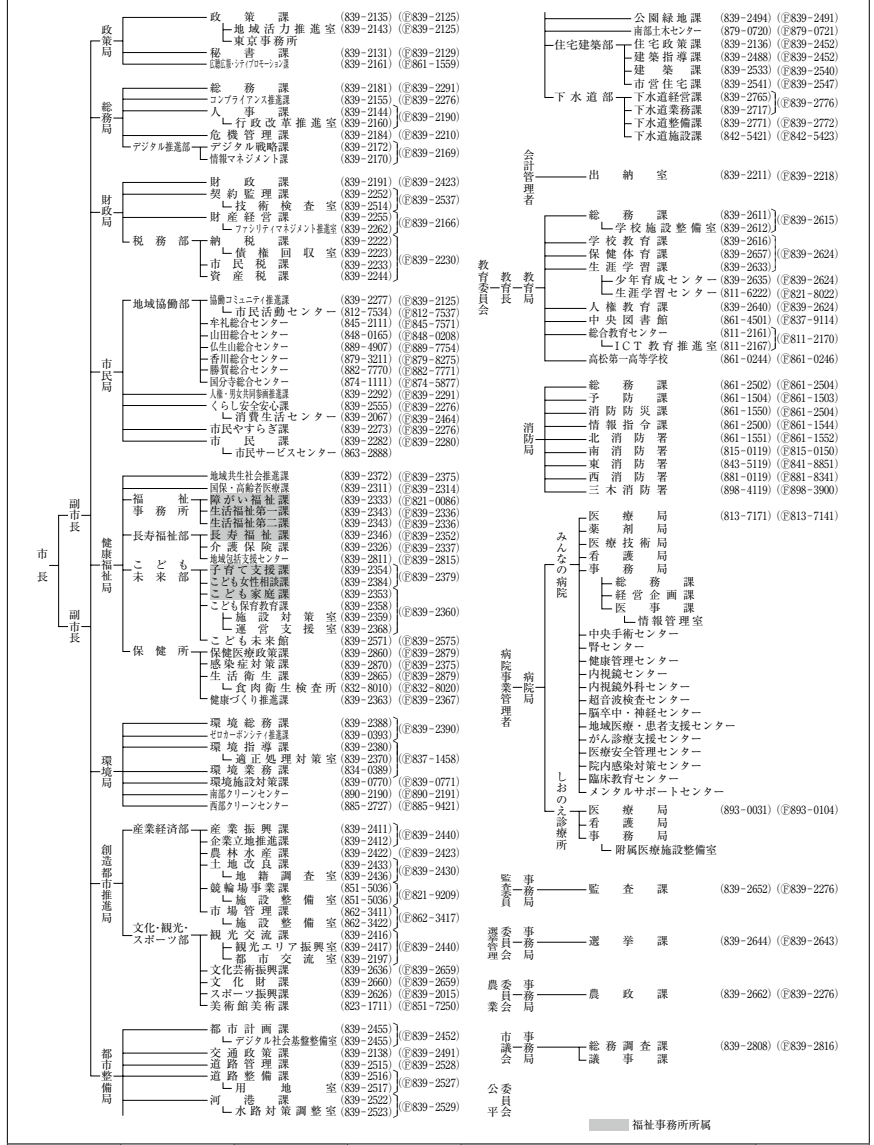 市長
副市長
副市長
政策局
政策課 (839-2135) (Ⓕ839-2125)
地域活力推進室 (839-2143) (Ⓕ839-2125)
東京事務所
秘書課 (839-2131) (Ⓕ839-2129)
広聴広報・シティプロモーション課 (839-2161) (Ⓕ861-1559)
総務局
総務課 (839-2181) (Ⓕ839-2291)
コンプライアンス推進課 (839-2155) (Ⓕ839-2276)
人事課 (839-2144)
行政改革推進室 (839-2160) (Ⓕ839-2190)
危機管理課 (839-2184) (Ⓕ839-2210)
デジタル推進部 デジタル戦略課 (839-2172)
情報マネジメント課 (839-2170) (Ⓕ839-2169)
財政局
財政課 (839-2191) (Ⓕ839-2423)
契約監理課 (839-2252)
技術検査室 (839-2514) (Ⓕ839-2537)
財産経営課 (839-2255)
ファシリティマネジメント推進室 (839-2262) (Ⓕ839-2166)
税務部 納税課 (839-2222)
債権回収室 (839-2223)
市民税課 (839-2233) (Ⓕ839-2230)
資産税課 (839-2244)
市民局
地域協働部 協働コミュニティ推進課 (839-2277) (Ⓕ839-2125)
市民活動センター (812-7534) (Ⓕ812-7537)
牟礼総合センター (845-2111) (Ⓕ845-7571)
山田総合センター (848-0165) (Ⓕ848-0208)
仏生山総合センター (889-4907) (Ⓕ889-7754)
香川総合センター (879-3211) (Ⓕ879-8275)
勝賀総合センター (882-7770) (Ⓕ882-7771)
国分寺総合センター (874-1111) (Ⓕ874-5877)
人権・男女共同参画推進課 (839-2292) (Ⓕ839-2291)
くらし安全安心課 (839-2555) (Ⓕ839-2276)
消費生活センター (839-2067) (Ⓕ839-2464)
市民やすらぎ課 (839-2273) (Ⓕ839-2276)
市民課 (839-2282) (Ⓕ839-2280)
市民サービスセンター (863-2888)
健康福祉局
地域共生社会推進課 (839-2372) (Ⓕ839-2375)
国保・高齢者医療課 (839-2311) (Ⓕ839-2314)
福祉事務所 障がい福祉課 (839-2333) (Ⓕ821-0086)
生活福祉第一課 (839-2343) (Ⓕ839-2336)
生活福祉第二課 (839-2343) (Ⓕ839-2336)
長寿福祉部 長寿福祉課 (839-2346) (Ⓕ839-2352)
介護保険課 (839-2326) (Ⓕ839-2337)
地域包括支援センター (839-2811) (Ⓕ839-2815)
こども未来部 子育て支援課 (839-2354)
こども女性相談課 (839-2384) (Ⓕ839-2379)
こども家庭課 (839-2353)
こども保育教育課 (839-2358)
施設対策室 (839-2359) (Ⓕ839-2360)
運営支援室 (839-2368)
こども未来館 (839-2571) (Ⓕ839-2575)
保健所 保健医療政策課 (839-2860) (Ⓕ839-2879)
感染症対策課 (839-2870) (Ⓕ839-2375)
生活衛生課 (839-2865) (Ⓕ839-2879)
食肉衛生検査所 (832-8010) (Ⓕ832-8020)
健康づくり推進課 (839-2363) (Ⓕ839-2367)
環境局
環境総務課 (839-2388)
ゼロカーボンシティ推進課 (839-0393) (Ⓕ839-2390)
環境指導課 (839-2380)
適正処理対策室 (839-2370) (Ⓕ837-1458)
環境業務課 (834-0389)
環境施設対策課 (839-0770) (Ⓕ839-0771)
南部クリーンセンター (890-2190) (Ⓕ890-2191)
西部クリーンセンター (885-2727) (Ⓕ885-9421)
創造都市推進局
産業経済部 産業振興課 (839-2411)
企業立地推進課 (839-2412) (Ⓕ839-2440)
農林水産課 (839-2422) (Ⓕ839-2423)
土地改良課 (839-2433)
地籍調査室 (839-2436) (Ⓕ839-2430)
競輪場事業課 (851-5036)
施設整備室 (851-5036) (Ⓕ821-9209)
市場管理課 (862-3411)
施設整備室 (862-3422) (Ⓕ862-3417)
文化・観光・スポーツ部 観光交流課 (839-2416)
観光エリア振興室 (839-2417) (Ⓕ839-2440)
都市交流室 (839-2197)
文化芸術振興課 (839-2636) (Ⓕ839-2659)
文化財課 (839-2660) (Ⓕ839-2659)
スポーツ振興課 (839-2626) (Ⓕ839-2015)
美術館美術課 (823-1711) (Ⓕ851-7250)
都市整備局
都市計画課 (839-2455)
デジタル社会基盤整備室 (839-2455) (Ⓕ839-2452)
交通政策課 (839-2138) (Ⓕ839-2491)
道路管理課 (839-2515) (Ⓕ839-2528)
道路整備課 (839-2516)
用地室 (839-2517) (Ⓕ839-2527)
河港課 (839-2522)
水路対策調整室 (839-2523) (Ⓕ839-2529)
公園緑地課 (839-2494) (Ⓕ839-2491)
南部土木センター (879-0720) (Ⓕ879-0721)
住宅建築部 住宅政策課 (839-2136) (Ⓕ839-2452)
建築指導課 (839-2488) (Ⓕ839-2452)
建築課 (839-2533) (Ⓕ839-2540)
市営住宅課 (839-2541) (Ⓕ839-2547)
下水道部 下水道経営課 (839-2765)
下水道業務課 (839-2717) (Ⓕ839-2776)
下水道整備課 (839-2771) (Ⓕ839-2772)
下水道施設課 (842-5421) (Ⓕ842-5423)
会計管理者 出納室 (839-2211) (Ⓕ839-2218)
教育委員会 教育長 教育局
総務課 (839-2611)
学校施設整備室 (839-2612) (Ⓕ839-2615)
学校教育課 (839-2616)
保健体育課 (839-2657) (Ⓕ839-2624)
生涯学習課 (839-2633)
少年育成センター (839-2635) (Ⓕ839-2624)
生涯学習センター (811-6222) (Ⓕ821-8022)
人権教育課 (839-2640) (Ⓕ839-2624)
中央図書館 (861-4501) (Ⓕ837-9114)
総合教育センター (811-2161)
ICT教育推進室 (811-2167) (Ⓕ811-2170)
高松第一高等学校 (861-0244) (Ⓕ861-0246)
消防局
総務課 (861-2502) (Ⓕ861-2504)
予防課 (861-1504) (Ⓕ861-1503)
消防防災課 (861-1550) (Ⓕ861-2504)
情報指令課 (861-2500) (Ⓕ861-1544)
北消防署 (861-1551) (Ⓕ861-1552)
南消防署 (815-0119) (Ⓕ815-0150)
東消防署 (843-5119) (Ⓕ841-8851)
西消防署 (881-0119) (Ⓕ881-8341)
三木消防署 (898-4119) (Ⓕ898-3900)
病院事業管理者 病院局
みんなの病院
医療局 (813-7171) (Ⓕ813-7141)
薬剤局
医療技術局
看護局
事務局
総務課
経営企画課
医事課
情報管理室
中央手術センター
腎センター
健康管理センター
内視鏡センター
内視鏡外科センター
超音波検査センター
脳卒中・神経センター
地域医療・患者支援センター
がん診療支援センター
医療安全管理センター
院内感染対策センター
臨床教育センター
メンタルサポートセンター
しおのえ診療所
医療局 (893-0031) (Ⓕ893-0104)
看護局
事務局
附属医療施設整備室
監査委員 事務局 監査課 (839-2652) (Ⓕ839-2276)
選挙管理委員会 事務局 選挙課 (839-2644) (Ⓕ839-2643)
農業委員会 事務局 農政課 (839-2662) (Ⓕ839-2276)
市議会 事務局 総務調査課 (839-2808) (Ⓕ839-2816)
議事課
公平委員会
福祉事務所所属